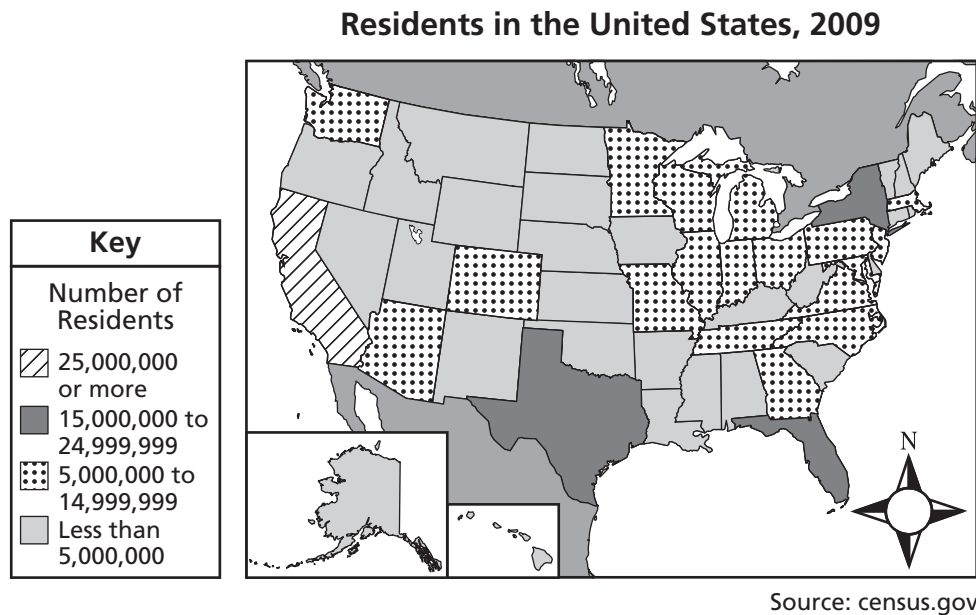 Residents in the United States, 2009
Key
Number of
Residents
25,000,000
or more
15,000,000 to
24,999,999
5,000,000 to
14,999,999
Less than
5,000,000
N
Source: census.gov